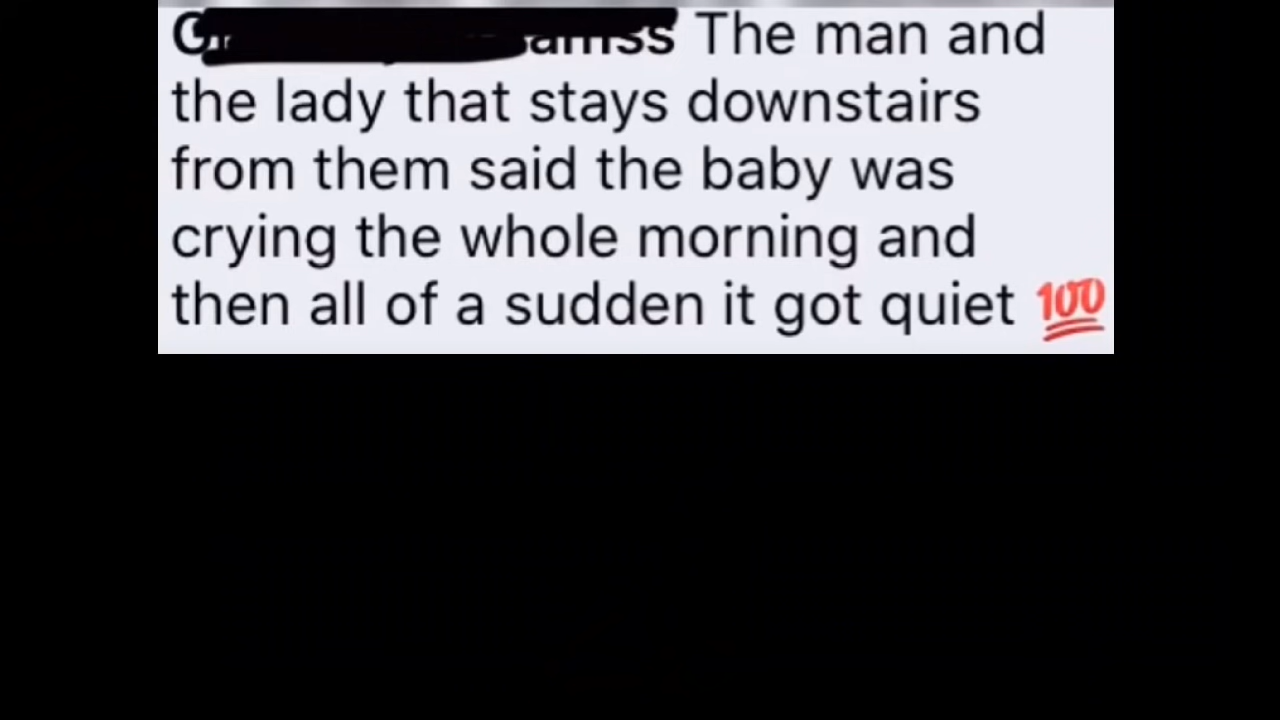 The man and
the lady that stays downstairs
from them said the baby was
crying the whole morning and
then all of a sudden it got quiet 💯